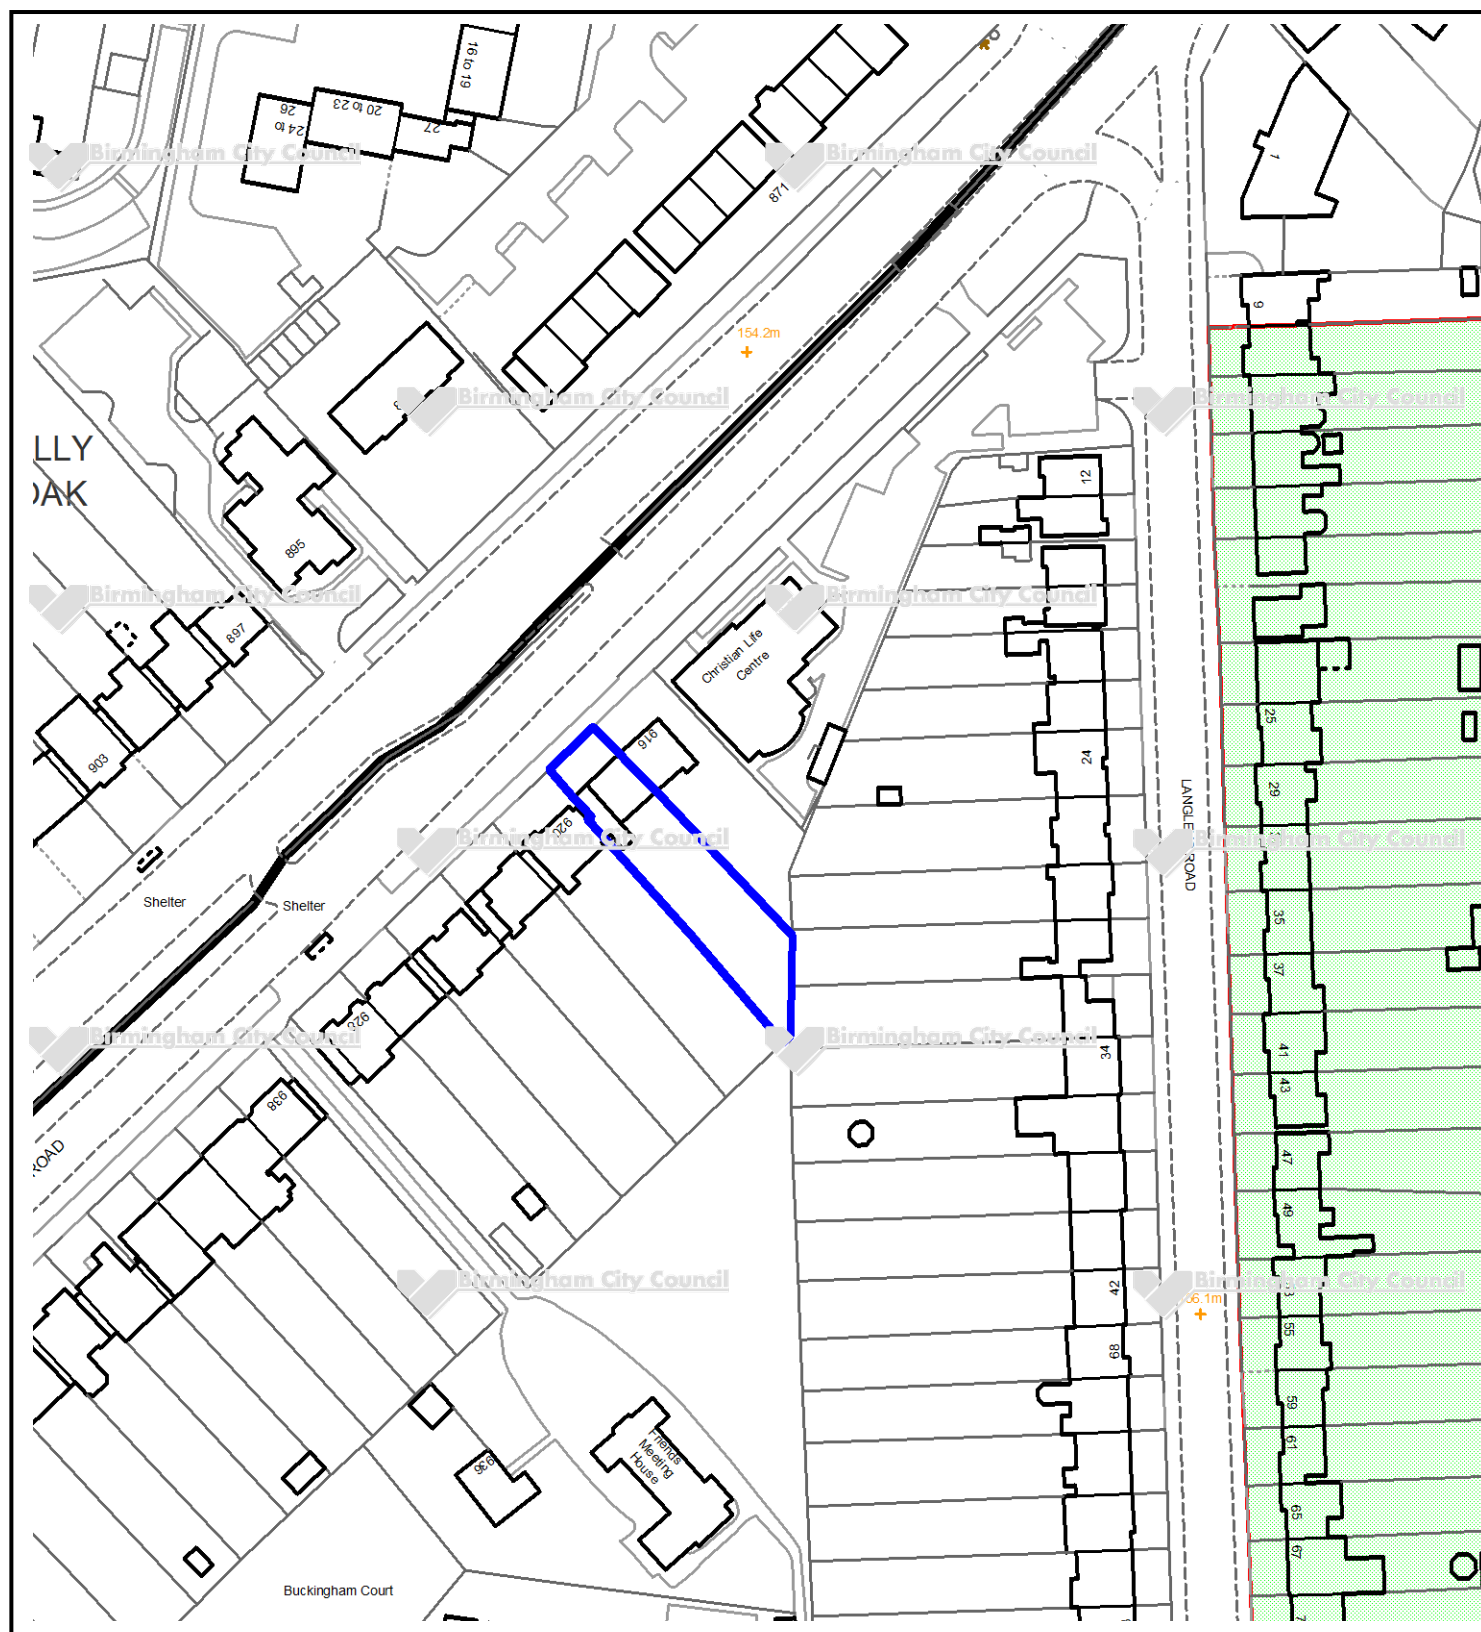 16 to 19
20 to 23
24 to
26
27
Birmingham City Council
Birmingham City Council
871
1
9
154.2m
Birmingham City Council
Birmingham City Council
LLY
OAK
12
895
Birmingham City Council
Birmingham City Council
897
Christian Life
Centre
903
916
25
24
29
LANGLE ROAD
920
Birmingham City Council
Birmingham City Council
Shelter
Shelter
35
37
Birmingham City Council
Birmingham City Council
34
41
43
938
ROAD
47
49
Birmingham City Council
Birmingham City Council
42
55
68
59
61
Friends
Meeting
House
936
65
67
Buckingham Court